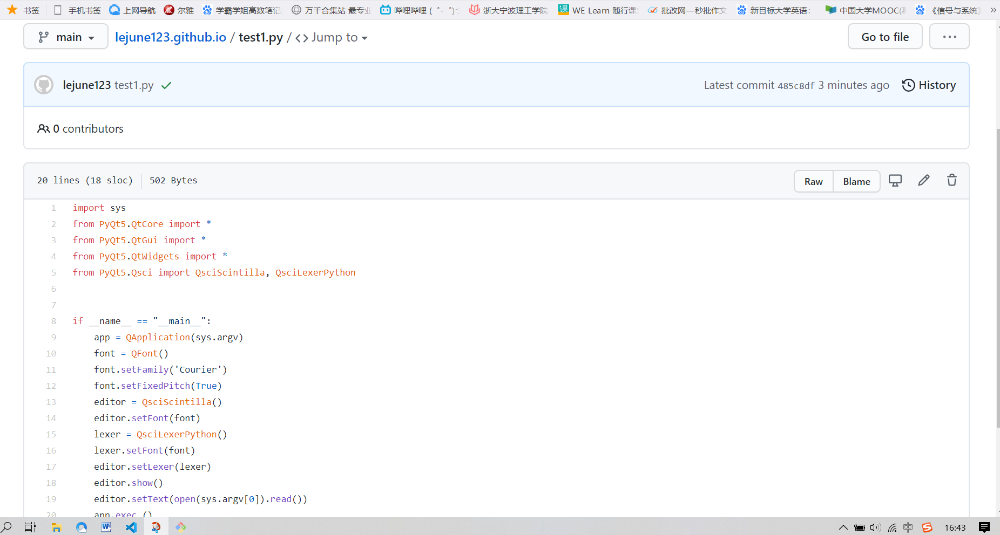 书签 手机书签 上网导航 尔雅 学霸学姐高数笔记 万千合集站 最专业 哔哩哔哩 ( ゜- ゜)つ 浙大宁波理工学院 WE Learn 随行课 批改网—秒批作文 新目标大学英语: 中国大学MOOC( 《信号与系统》 »
main lejune123.github.io / test1.py / <> Jump to Go to file ...
lejune123 test1.py Latest commit 485c8df 3 minutes ago History
0 contributors
20 lines (18 sloc) 502 Bytes Raw Blame
1 import sys
2 from PyQt5.QtCore import *
3 from PyQt5.QtGui import *
4 from PyQt5.QtWidgets import *
5 from PyQt5.Qsci import QsciScintilla, QsciLexerPython
6
7
8 if __name__ == "__main__":
9 app = QApplication(sys.argv)
10 font = QFont()
11 font.setFamily('Courier')
12 font.setFixedPitch(True)
13 editor = QsciScintilla()
14 editor.setFont(font)
15 lexer = QsciLexerPython()
16 lexer.setFont(font)
17 editor.setLexer(lexer)
18 editor.show()
19 editor.setText(open(sys.argv[0]).read())
20 app.exec_()
中 16:43